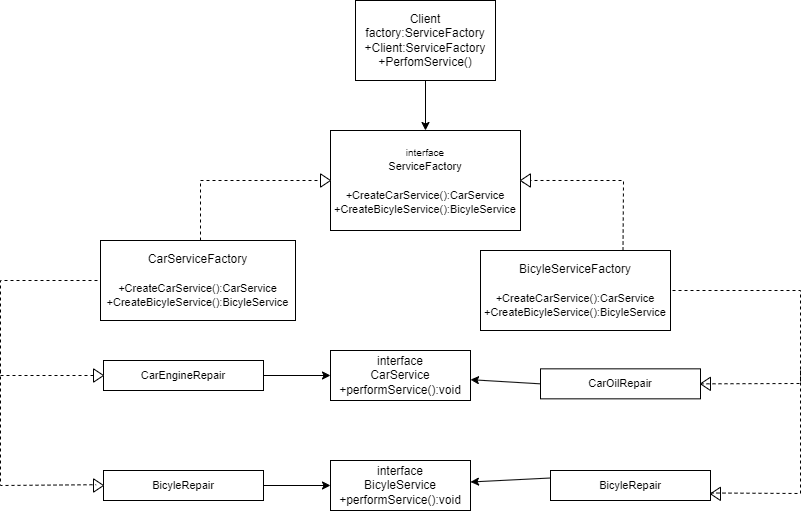 Client
factory:ServiceFactory
+Client:ServiceFactory
+PerfomService()
interface
ServiceFactory
+CreateCarService():CarService
+CreateBicyleService():BicyleService
CarServiceFactory
+CreateCarService():CarService
+CreateBicyleService():BicyleService
BicyleServiceFactory
+CreateCarService():CarService
+CreateBicyleService():BicyleService
CarEngineRepair
interface
CarService
+performService():void
CarOilRepair
BicyleRepair
interface
BicyleService
+performService():void
BicyleRepair